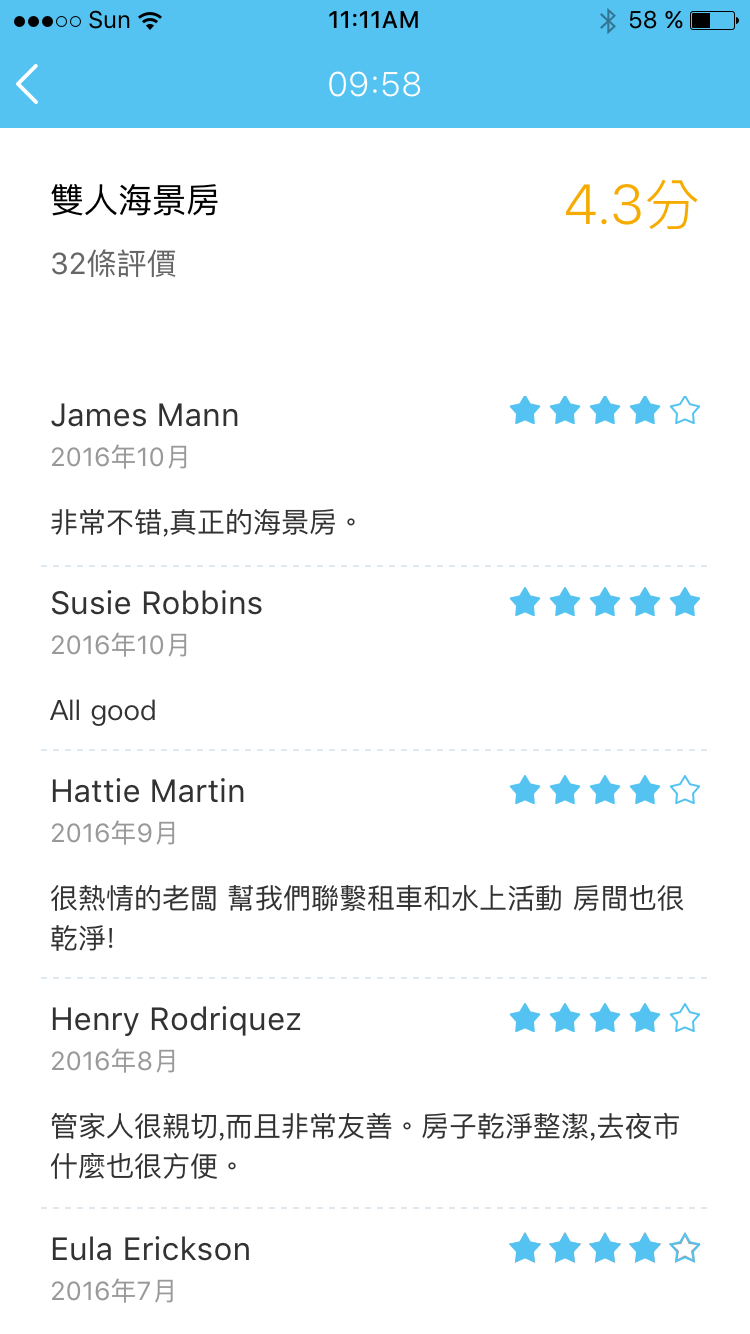 Sun 11:11AM 58 %
09:58
雙人海景房 4.3分
32條評價
James Mann
2016年10月
非常不错,真正的海景房。
Susie Robbins
2016年10月
All good
Hattie Martin
2016年9月
很熱情的老闆 幫我們聯繫租車和水上活動 房間也很
乾淨!
Henry Rodriquez
2016年8月
管家人很親切,而且非常友善。房子乾淨整潔,去夜市
什麼也很方便。
Eula Erickson
2016年7月